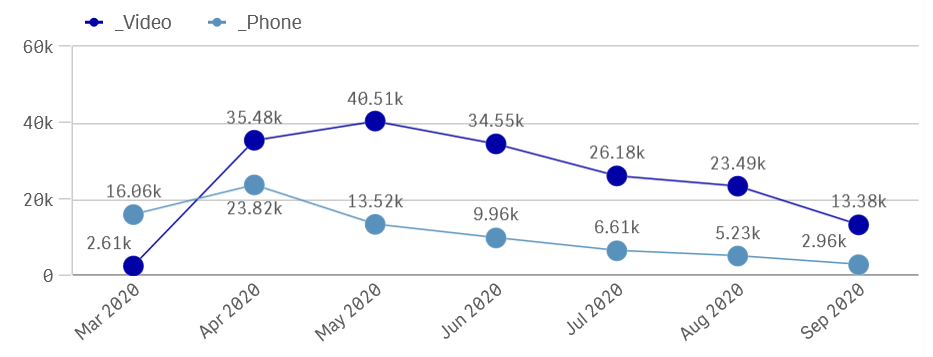 _Video _Phone
60k
40k
20k
0
2.61k 35.48k 40.51k 34.55k 26.18k 23.49k 13.38k
16.06k 23.82k 13.52k 9.96k 6.61k 5.23k 2.96k
Mar 2020 Apr 2020 May 2020 Jun 2020 Jul 2020 Aug 2020 Sep 2020